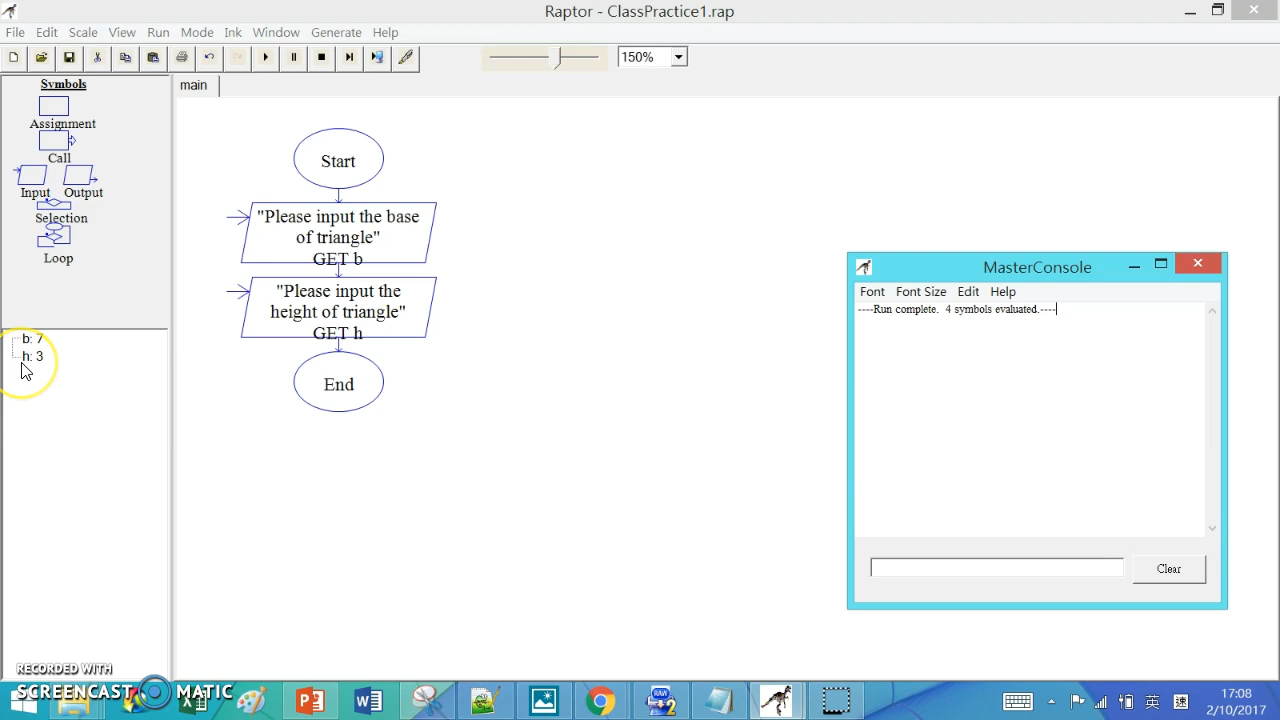 Raptor - ClassPractice1.rap
File Edit Scale View Run Mode Ink Window Generate Help
150%
Symbols
Assignment
Call
Input Output
Selection
Loop
main
Start
"Please input the base
of triangle"
GET b
"Please input the
height of triangle"
GET h
End
b: 7
h: 3
MasterConsole
Font Font Size Edit Help
----Run complete. 4 symbols evaluated.----
Clear
RECORDED WITH
SCREENCAST MATIC
英
速
17:08
2/10/2017